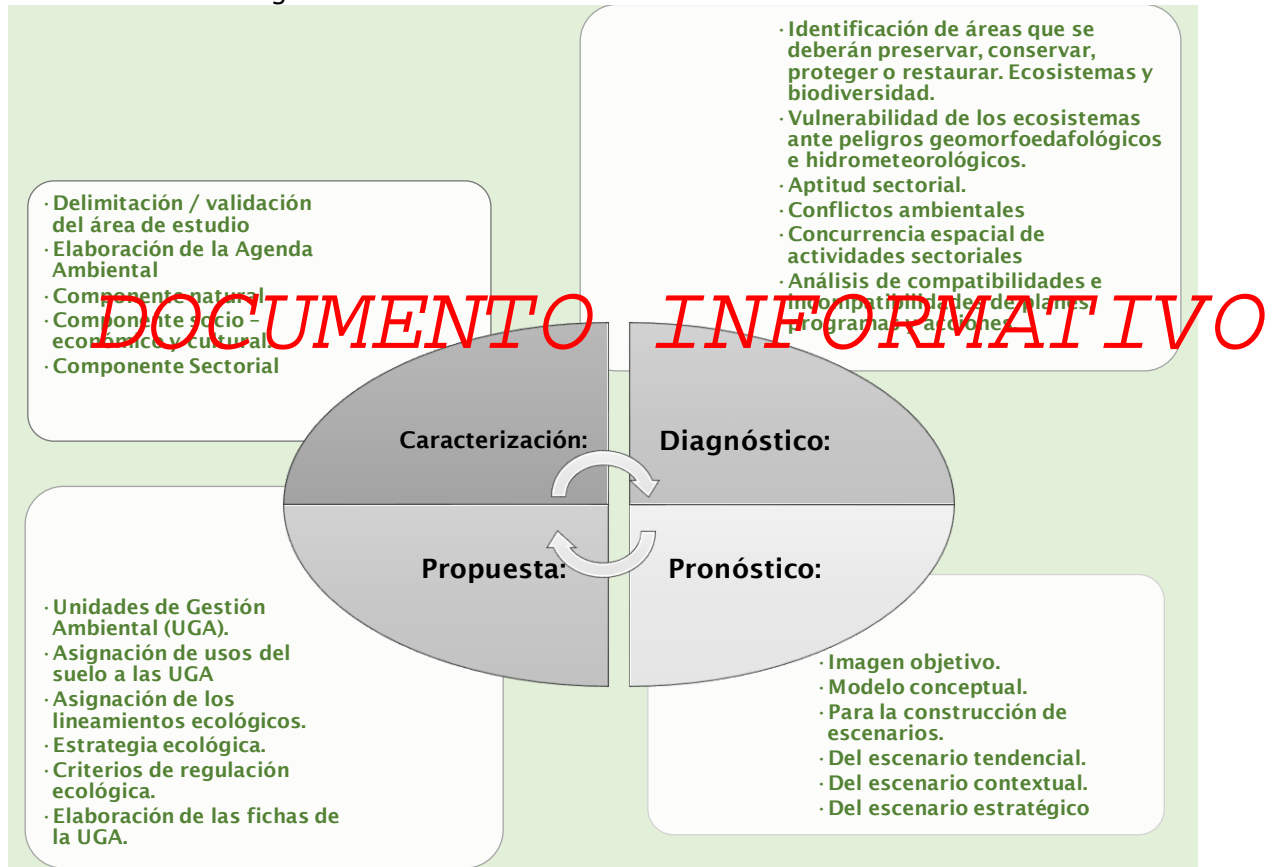 · Delimitación / validación
del área de estudio
· Elaboración de la Agenda
Ambiental
· Componente natural
· Componente socio –
económico y cultural.
· Componente Sectorial
· Identificación de áreas que se
deberán preservar, conservar,
proteger o restaurar. Ecosistemas y
biodiversidad.
· Vulnerabilidad de los ecosistemas
ante peligros geomorfoedafológicos
e hidrometeorológicos.
· Aptitud sectorial.
· Conflictos ambientales
· Concurrencia espacial de
actividades sectoriales
· Análisis de compatibilidades e
incompatibilidades de planes,
programas y acciones
DOCUMENTO INFORMATIVO
Caracterización:
Diagnóstico:
Propuesta:
Pronóstico:
· Unidades de Gestión
Ambiental (UGA).
· Asignación de usos del
suelo a las UGA
· Asignación de los
lineamientos ecológicos.
· Estrategia ecológica.
· Criterios de regulación
ecológica.
· Elaboración de las fichas de
la UGA.
· Imagen objetivo.
· Modelo conceptual.
· Para la construcción de
escenarios.
· Del escenario tendencial.
· Del escenario contextual.
· Del escenario estratégico